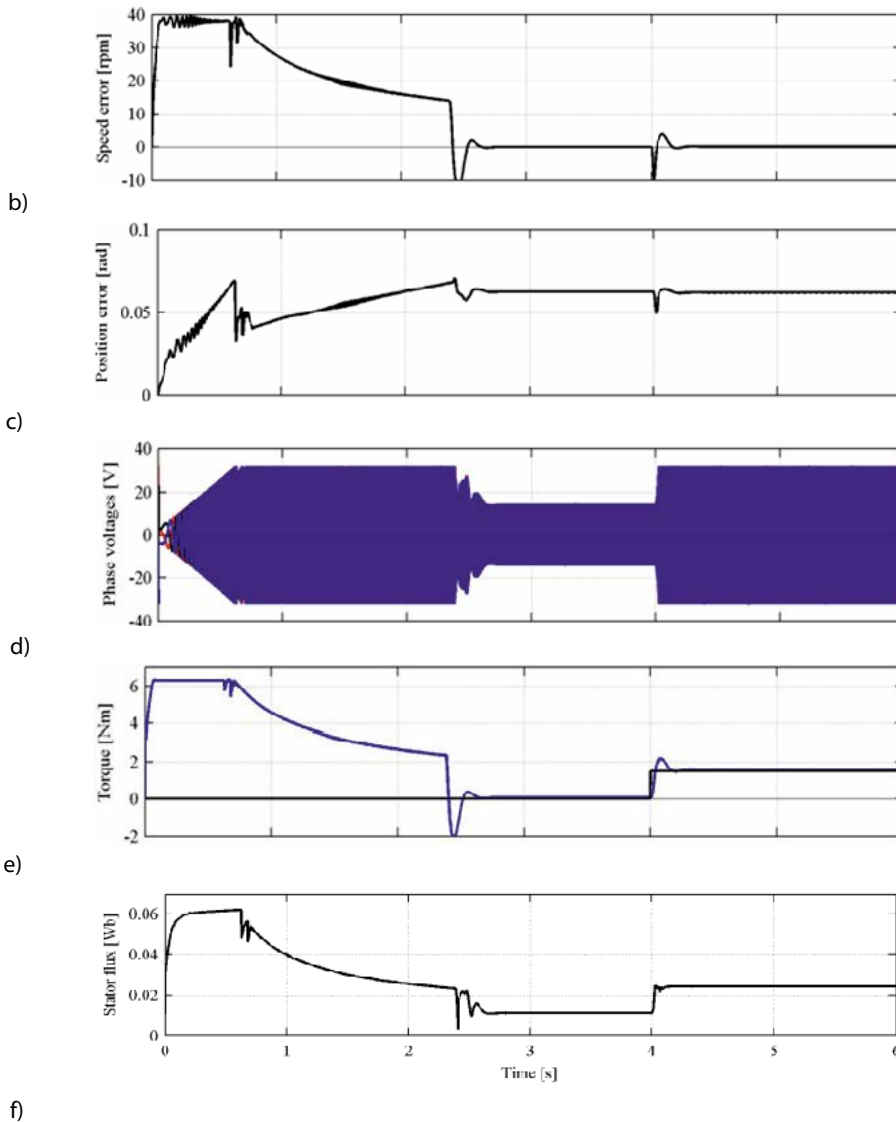 40
30
20
10
0
-10
Speed error [rpm]
b)
0.1
0.05
0
Position error [rad]
c)
40
20
0
-20
-40
Phase voltages [V]
d)
6
4
2
0
-2
Torque [Nm]
e)
0.06
0.04
0.02
0
Stator flux [Wb]
0 1 2 3 4 5 6
Time [s]
f)